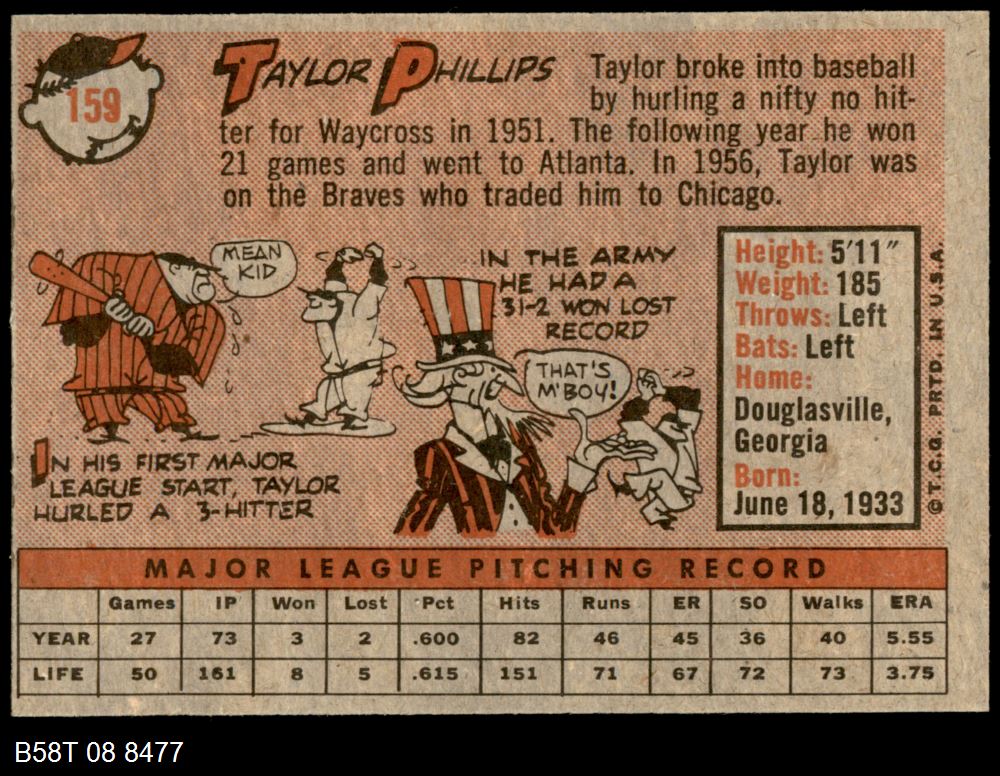 159
TAYLOR PHILLIPS
Taylor broke into baseball
by hurling a nifty no hit-
ter for Waycross in 1951. The following year he won
21 games and went to Atlanta. In 1956, Taylor was
on the Braves who traded him to Chicago.
MEAN
KID
IN HIS FIRST MAJOR
LEAGUE START, TAYLOR
HURLED A 3-HITTER
IN THE ARMY
HE HAD A
31-2 WON LOST
RECORD
THAT'S
M'BOY!
Height: 5'11"
Weight: 185
Throws: Left
Bats: Left
Home:
Douglasville,
Georgia
Born:
June 18, 1933
©T.C.G. PRTD. IN U.S.A.
MAJOR LEAGUE PITCHING RECORD
Games IP Won Lost Pct Hits Runs ER SO Walks ERA
YEAR 27 73 3 2 .600 82 46 45 36 40 5.55
LIFE 50 161 8 5 .615 151 71 67 72 73 3.75
B58T 08 8477